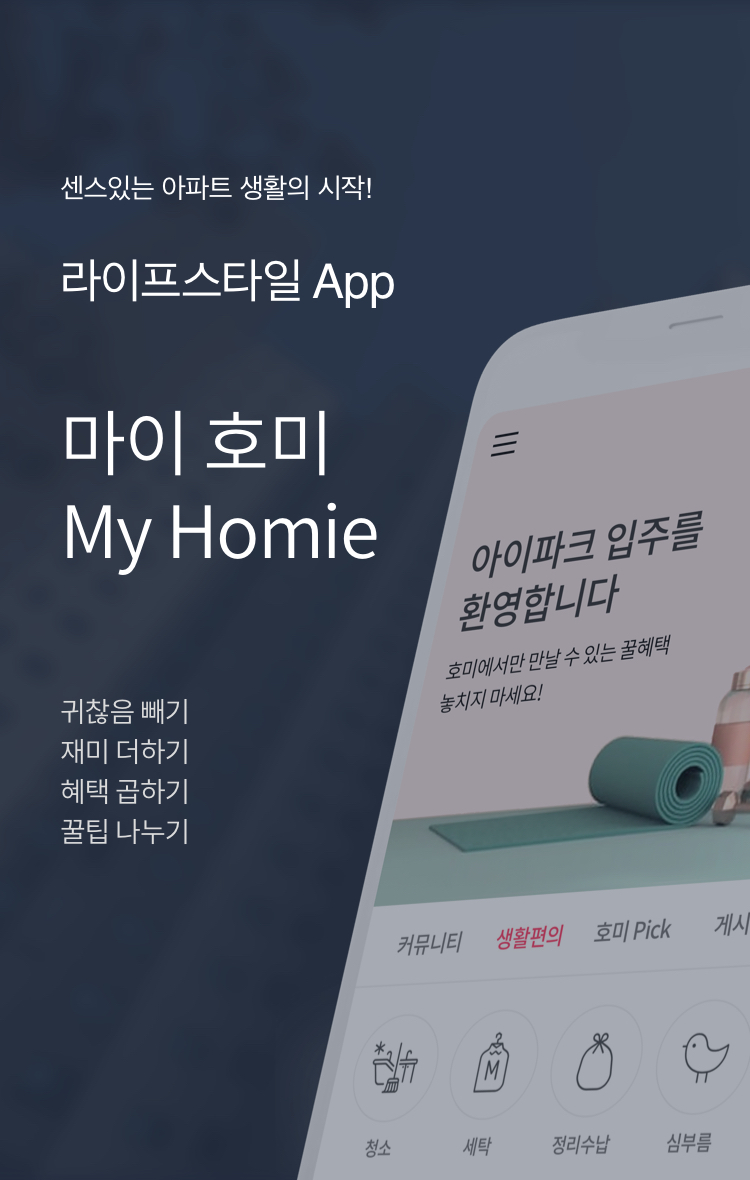 센스있는 아파트 생활의 시작!
라이프스타일 App
마이 호미
My Homie
귀찮음 빼기
재미 더하기
혜택 곱하기
꿀팁 나누기
아이파크 입주를
환영합니다
호미에서만 만날 수 있는 꿀혜택
놓치지 마세요!
커뮤니티 생활편의 호미 Pick 게시
M
청소 세탁 정리수납 심부름